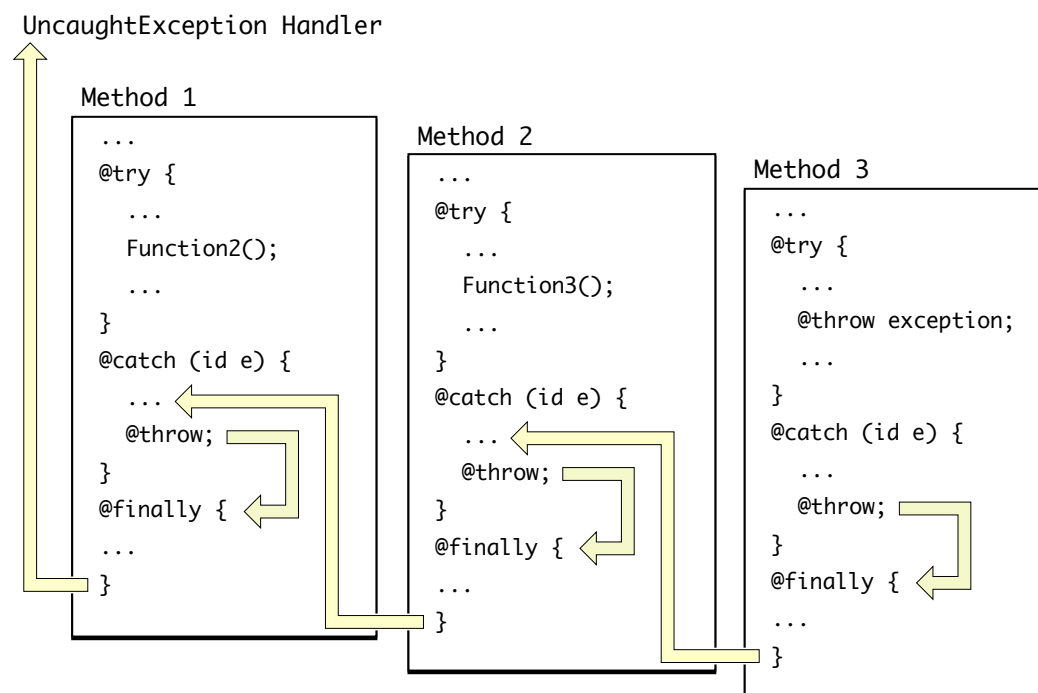 UncaughtException Handler
Method 1
...
@try {
...
Function2();
...
}
@catch (id e) {
...
@throw;
}
@finally {
...
}
Method 2
...
@try {
...
Function3();
...
}
@catch (id e) {
...
@throw;
}
@finally {
...
}
Method 3
...
@try {
...
@throw exception;
...
}
@catch (id e) {
...
@throw;
}
@finally {
...
}